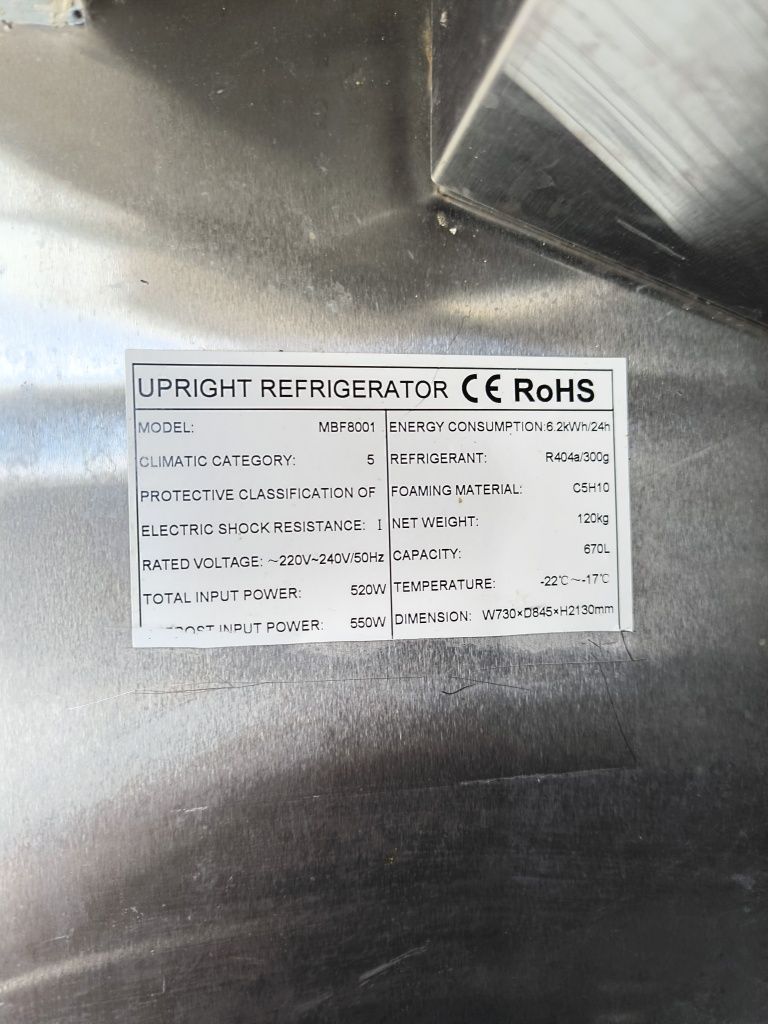 UPRIGHT REFRIGERATOR CE RoHS
MODEL: MBF8001
CLIMATIC CATEGORY: 5
PROTECTIVE CLASSIFICATION OF
ELECTRIC SHOCK RESISTANCE: I
RATED VOLTAGE: ~220V~240V/50Hz
TOTAL INPUT POWER: 520W
INPUT POWER: 550W
ENERGY CONSUMPTION:6.2kWh/24h
REFRIGERANT: R404a/300g
FOAMING MATERIAL: C5H10
NET WEIGHT: 120kg
CAPACITY: 670L
TEMPERATURE: -22℃~-17℃
DIMENSION: W730×D845×H2130mm